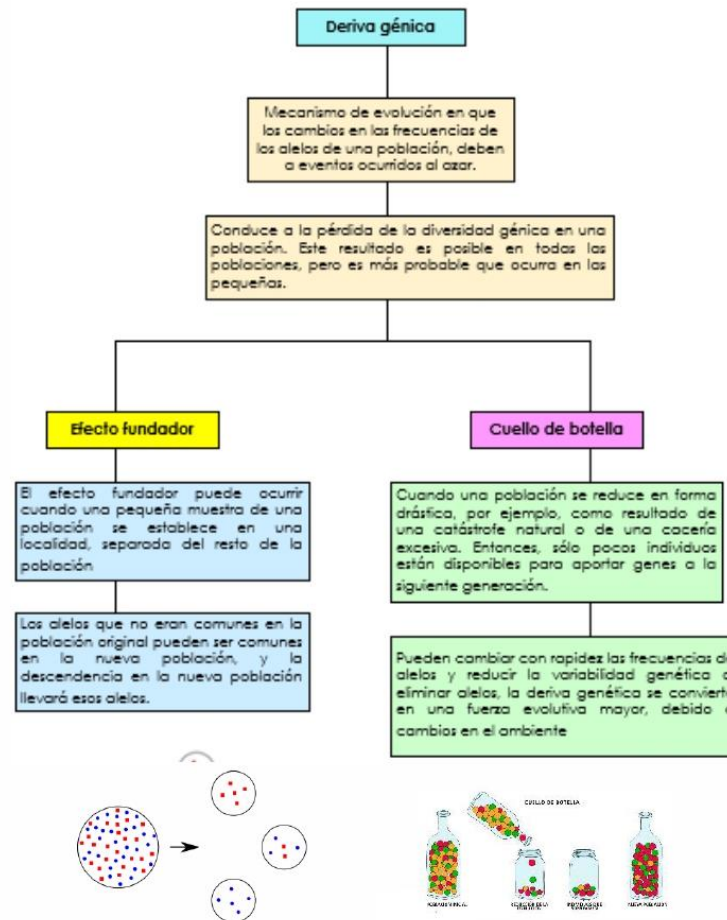 Deriva génica
Mecanismo de evolución en que
los cambios en las frecuencias de
los alelos de una población, deben
a eventos ocurridos al azar.
Conduce a la pérdida de la diversidad génica en una
población. Este resultado es posible en todas las
poblaciones, pero es más probable que ocurra en las
pequeñas.
Efecto fundador
El efecto fundador puede ocurrir
cuando una pequeña muestra de una
población se establece en una
localidad, separada del resto de la
población
Los alelos que no eran comunes en la
población original pueden ser comunes
en la nueva población, y la
descendencia en la nueva población
llevará esos alelos.
Cuello de botella
Cuando una población se reduce en forma
drástica, por ejemplo, como resultado de
una catástrofe natural o de una cacería
excesiva. Entonces, sólo pocos individuos
están disponibles para aportar genes a la
siguiente generación.
Pueden cambiar con rapidez las frecuencias de
alelos y reducir la variabilidad genética
eliminar alelos, la deriva genética se convierte
en una fuerza evolutiva mayor, debido
cambios en el ambiente
CUELLO DE BOTELLA
NUEVA POBLACION